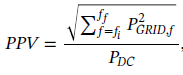 PPV = \frac{\sqrt{\sum_{f=f_i}^{f_f} P_{GRID,f}^2}}{P_{DC}},